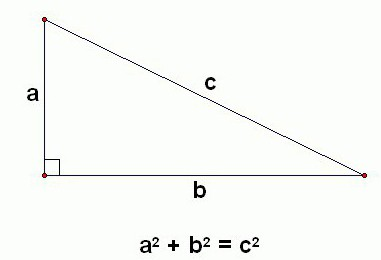 a
c
b
a² + b² = c²